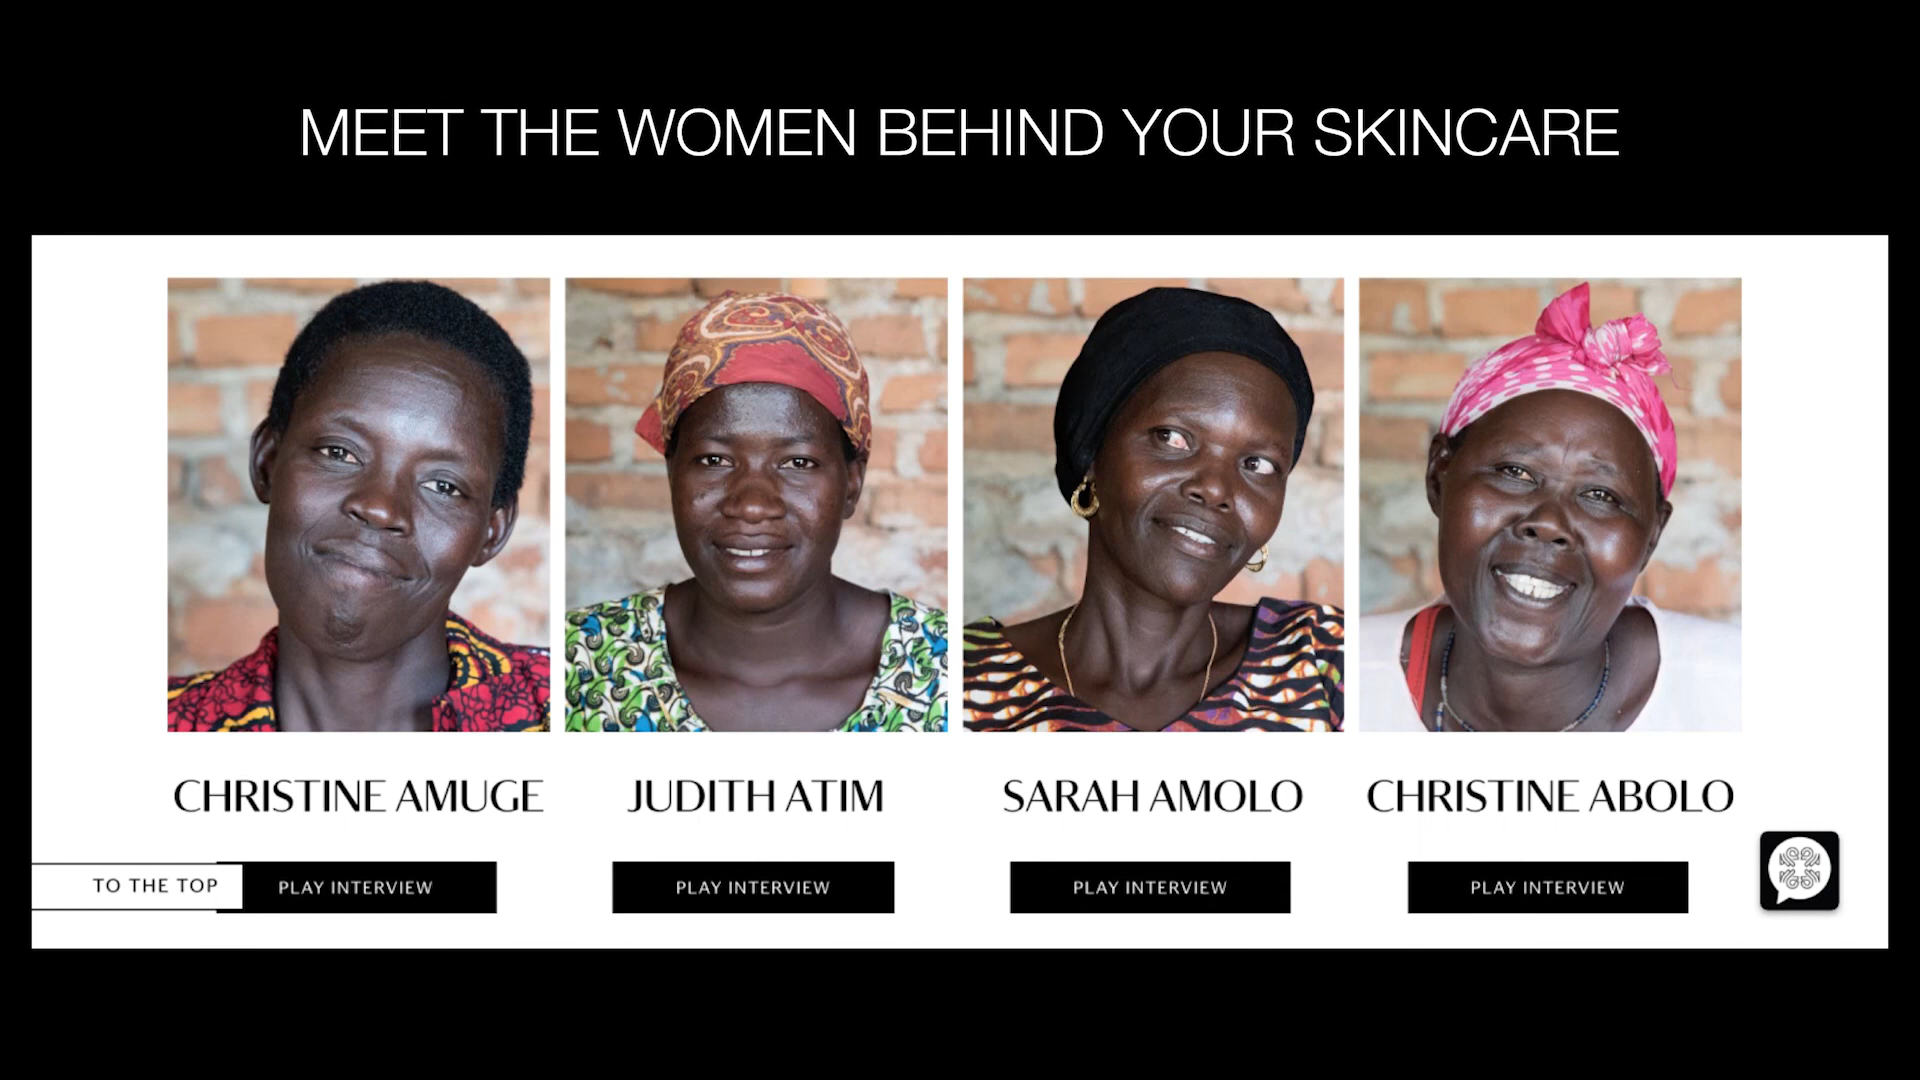 MEET THE WOMEN BEHIND YOUR SKINCARE
CHRISTINE AMUGE
JUDITH ATIM
SARAH AMOLO
CHRISTINE ABOLO
TO THE TOP
PLAY INTERVIEW
PLAY INTERVIEW
PLAY INTERVIEW
PLAY INTERVIEW